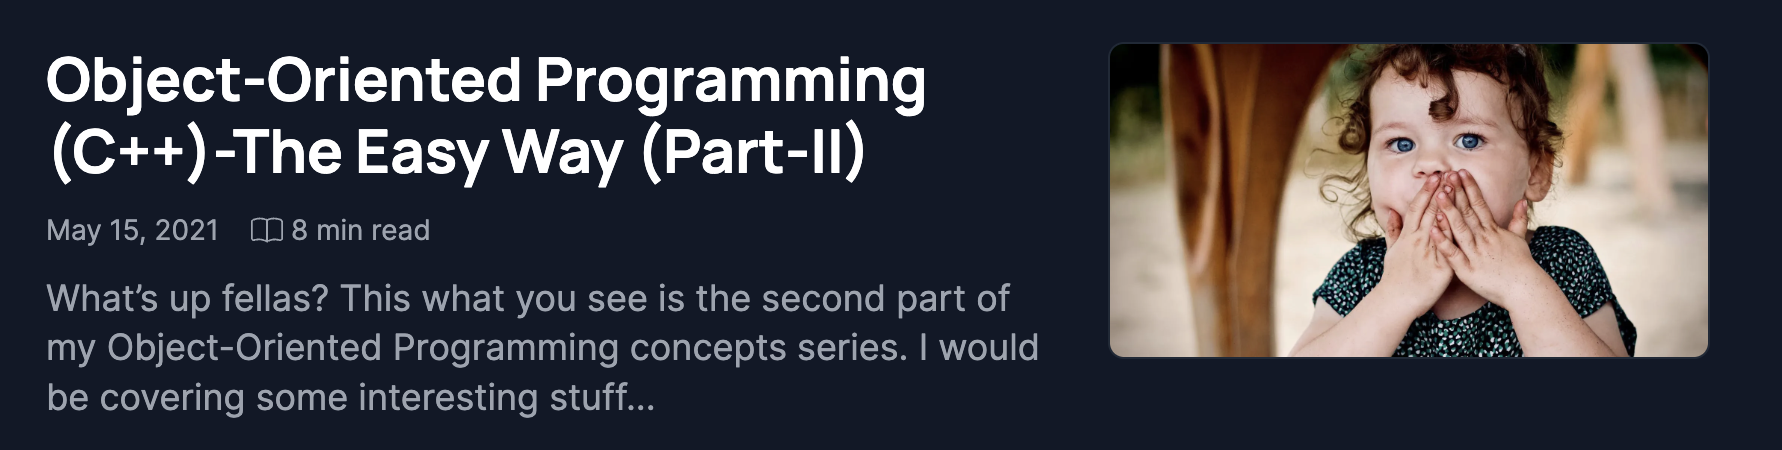 Object-Oriented Programming
(C++)-The Easy Way (Part-II)
May 15, 2021 8 min read
What’s up fellas? This what you see is the second part of
my Object-Oriented Programming concepts series. I would
be covering some interesting stuff...